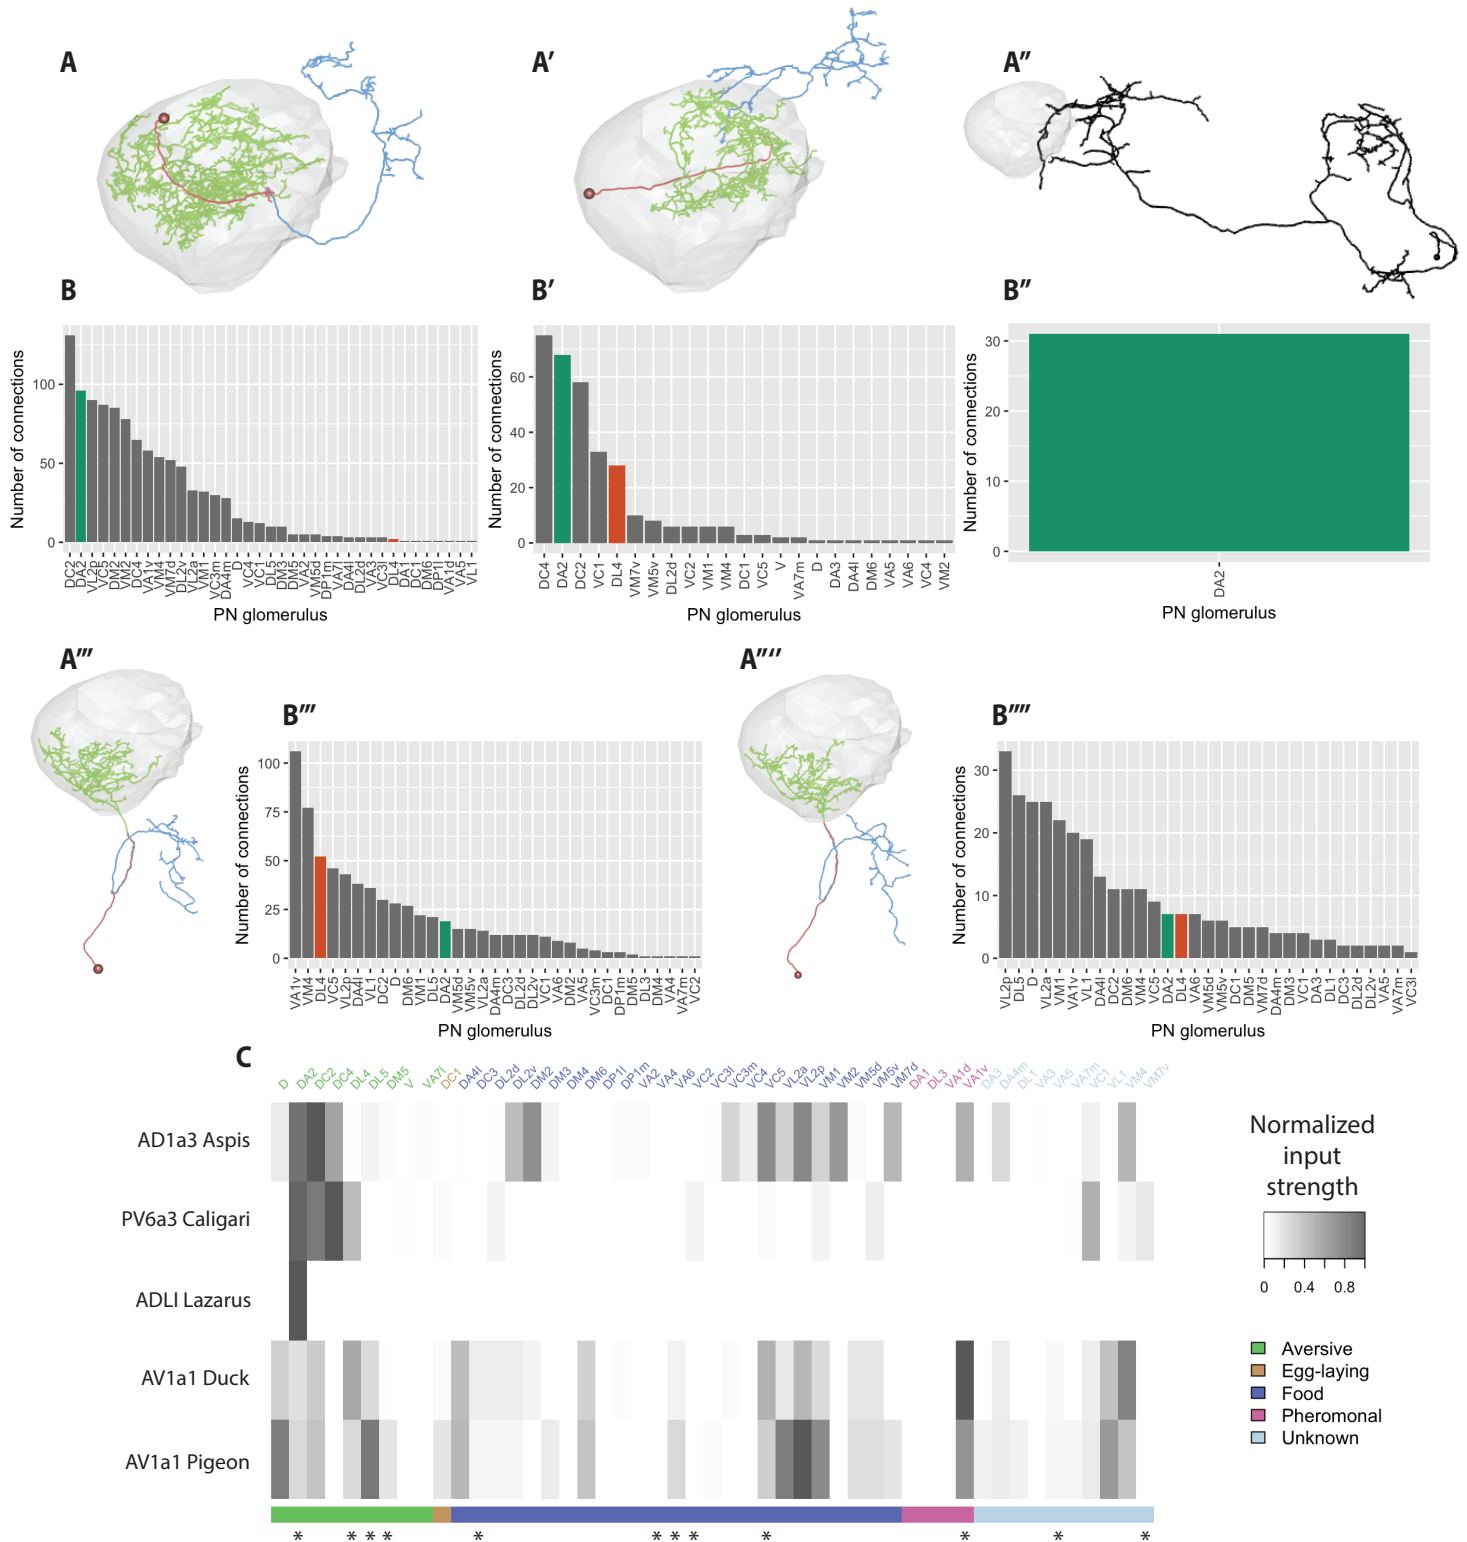 A
A′
A″
B
B′
B″
Number of connections
100
50
0
DC2 DA2 VL2p VC5 DM2 VM2 DC4 VA1v VM4 VM7d DL2v VL2a VM1 VC3m DA4m D VC4 VC1 DL5 DM3 DM5 VA2 VM5d DP1m VA7l DA4l DL2d VA3 VC3l DL4 DA1 DC1 DM6 DP1l VA1d VA5 VL1
PN glomerulus
Number of connections
60
40
20
0
DC4 DA2 DC2 VC1 DL4 VM7v VM5v DL2d VC2 VM1 VM4 DC1 VC5 V VA7m D DA3 DA4l DM6 VA5 VA6 VC4 VM2
PN glomerulus
Number of connections
30
20
10
0
DA2
PN glomerulus
A‴
B‴
Number of connections
100
75
50
25
0
VA1v VM4 DL4 VC5 VL2p DA4l VL1 DC2 D DM6 VM1 DL5 DA2 VM5d VM5v VL2a DA4m DC3 DL2d DL2v VC1 VA6 DM2 VA5 VC3m DC1 DP1m DM5 DL3 DM4 VA4 VA7m VC2
PN glomerulus
A‴‘’
B″″
Number of connections
30
20
10
0
VL2p DL5 D VL2a VM1 VA1v VL1 DA4l DC2 DM6 VM4 VC5 DA2 DL4 VA6 VM5d VM5v DC1 DM5 VM7d DA4m DM3 VC1 DA3 DL1 DC3 DL2d DL2v VA5 VA7m VC3l
PN glomerulus
C
D DA2 DC2 DC4 DL4 DL5 DM5 V VA7l DC1 DA4l DC3 DL2d DL2v DM2 DM3 DM4 DM6 DP1l DP1m VA2 VA4 VA6 VC2 VC3l VC3m VC4 VC5 VL2a VL2p VM1 VM2 VM5d VM5v VM7d DA1 DL3 VA1d VA1v DA3 DA4m DL1 VA3 VA5 VA7m VC1 VL1 VM4 VM7v
AD1a3 Aspis
PV6a3 Caligari
ADLI Lazarus
AV1a1 Duck
AV1a1 Pigeon
* * * * * * * * * * * *
Normalized
input
strength
0 0.4 0.8
Aversive
Egg-laying
Food
Pheromonal
Unknown